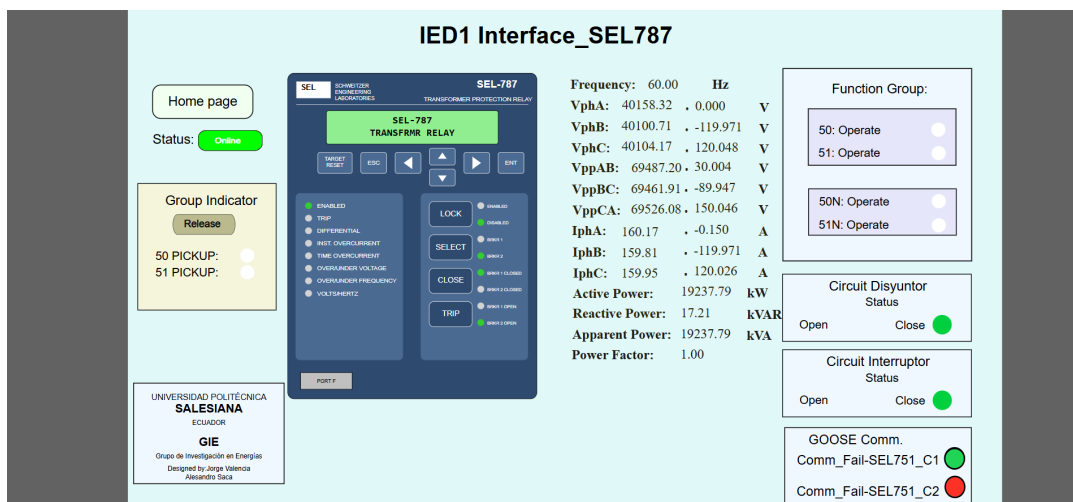 IED1 Interface_SEL787
Home page
Status: Online
Group Indicator
Release
50 PICKUP:
51 PICKUP:
UNIVERSIDAD POLITÉCNICA
SALESIANA
ECUADOR
GIE
Grupo de Investigación en Energías
Designed by:Jorge Valencia
Alesandro Saca
SEL
SCHWEITZER
ENGINEERING
LABORATORIES
SEL-787
TRANSFORMER PROTECTION RELAY
SEL-787
TRANSFRMR RELAY
TARGET
RESET
ESC
ENT
ENABLED
TRIP
DIFFERENTIAL
INST. OVERCURRENT
TIME OVERCURRENT
OVER/UNDER VOLTAGE
OVER/UNDER FREQUENCY
VOLTS/HERTZ
LOCK
ENABLED
DISABLED
SELECT
BRKR 1
BRKR 2
CLOSE
BRKR 1 CLOSED
BRKR 2 CLOSED
TRIP
BRKR 1 OPEN
BRKR 2 OPEN
PORT F
Frequency: 60.00 Hz
VphA: 40158.32 . 0.000 V
VphB: 40100.71 . -119.971 V
VphC: 40104.17 . 120.048 V
VppAB: 69487.20 . 30.004 V
VppBC: 69461.91 . -89.947 V
VppCA: 69526.08 . 150.046 V
IphA: 160.17 . -0.150 A
IphB: 159.81 . -119.971 A
IphC: 159.95 . 120.026 A
Active Power: 19237.79 kW
Reactive Power: 17.21 kVAR
Apparent Power: 19237.79 kVA
Power Factor: 1.00
Function Group:
50: Operate
51: Operate
50N: Operate
51N: Operate
Circuit Disyuntor
Status
Open Close
Circuit Interruptor
Status
Open Close
GOOSE Comm.
Comm_Fail-SEL751_C1
Comm_Fail-SEL751_C2